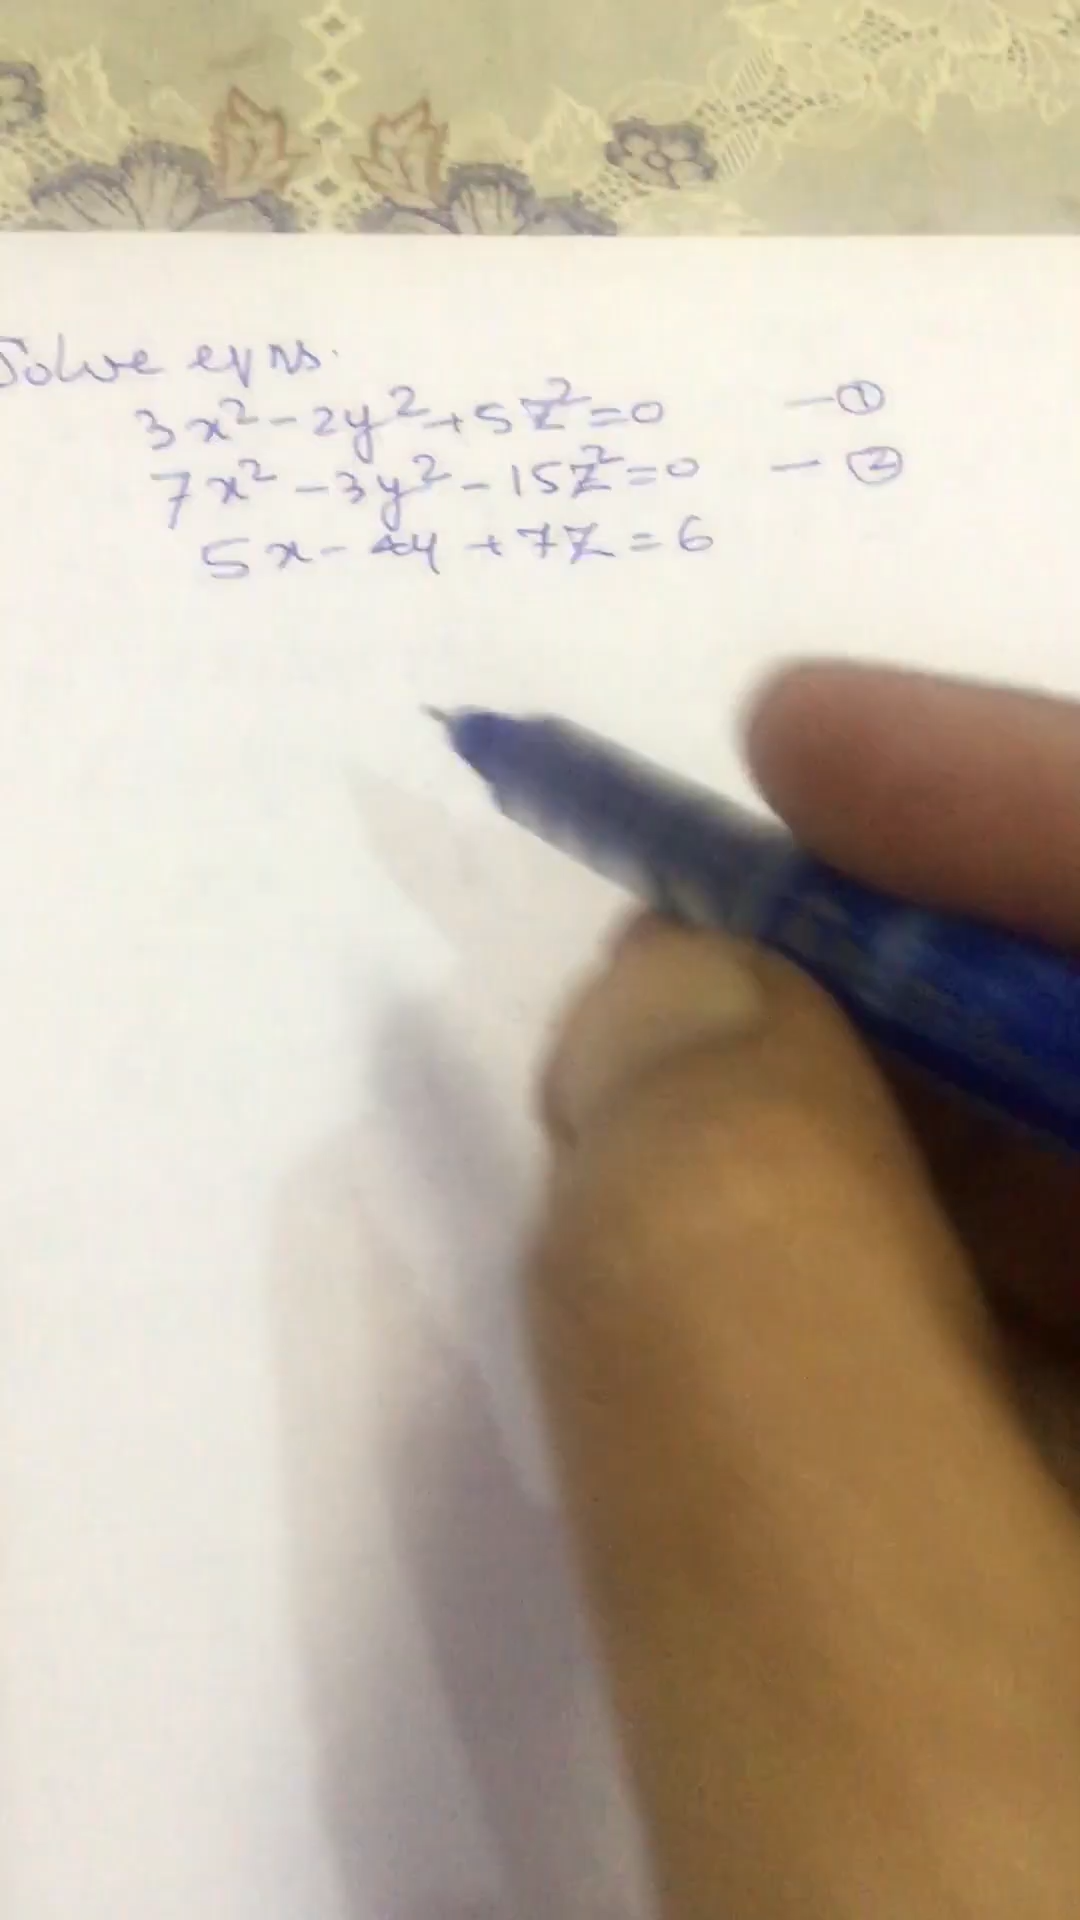 Solve eqns.
3x² - 2y² + 5z² = 0 - ①
7x² - 3y² - 15z² = 0 - ②
5x - 4y + 7z = 6